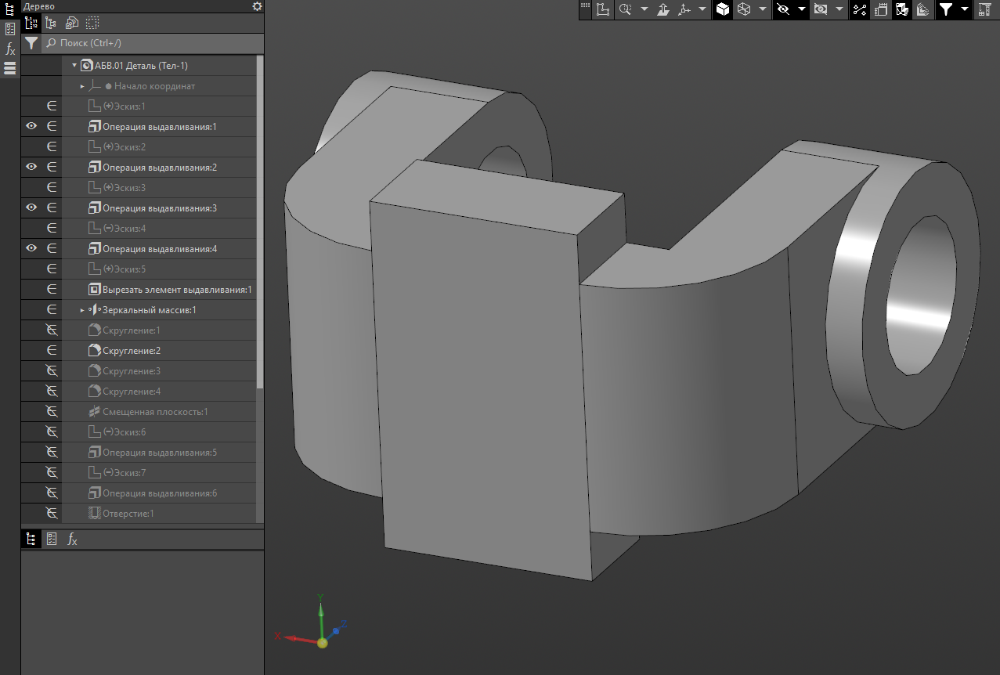 Дерево
Поиск (Ctrl+/)
АБВ.01 Деталь (Тел-1)
Начало координат
(+)Эскиз:1
Операция выдавливания:1
(+)Эскиз:2
Операция выдавливания:2
(+)Эскиз:3
Операция выдавливания:3
(−)Эскиз:4
Операция выдавливания:4
(+)Эскиз:5
Вырезать элемент выдавливания:1
Зеркальный массив:1
Скругление:1
Скругление:2
Скругление:3
Скругление:4
Смещенная плоскость:1
(−)Эскиз:6
Операция выдавливания:5
(−)Эскиз:7
Операция выдавливания:6
Отверстие:1
fx
Y
Z
X